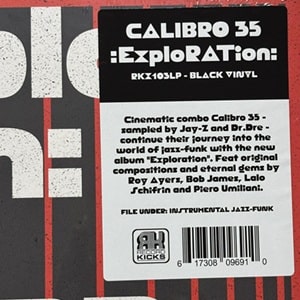 CALIBRO 35
:ExploRATion:
RKX103LP - BLACK VINYL
Cinematic combo Calibro 35 -
sampled by Jay-Z and Dr.Dre -
continue their journey into the
world of jazz-funk with the new
album "Exploration". Feat original
compositions and eternal gems by
Roy Ayers, Bob James, Lalo
Schifrin and Piero Umiliani.
FILE UNDER: INSTRUMENTAL JAZZ-FUNK
RECORD
KICKS
6 17308 09691 0
plo
n: